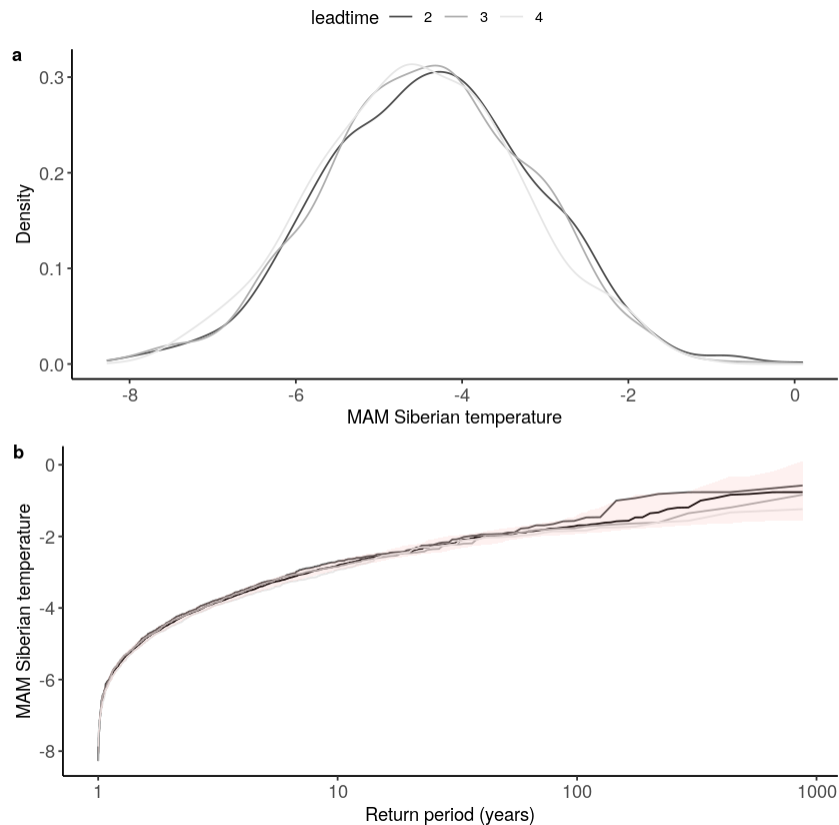 leadtime 2 3 4
a
0.3
0.2
0.1
0.0
Density
-8 -6 -4 -2 0
MAM Siberian temperature
b
0
-2
-4
-6
-8
MAM Siberian temperature
1 10 100 1000
Return period (years)